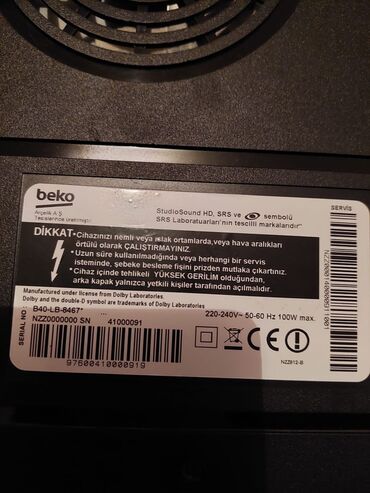 beko
Arçelik A.Ş.
Tesislerinde üretilmiştir.
StudioSound HD, SRS ve sembolü
SRS Laboratuarları'nın tescilli markalarıdır"
SERVİS
DİKKAT •Cihazınızı nemli veya ıslak ortamlarda,veya hava aralıkları
örtülü olarak ÇALIŞTIRMAYINIZ.
• Uzun süre kullanılmadığında veya herhangi bir servis
isteminde, şebeke besleme fişini prizden mutlaka çıkartınız.
• Cihaz içinde tehlikeli YÜKSEK GERİLİM olduğundan,
arka kapak yalnızca yetkili kişiler tarafından açılmalıdır.
Manufactured under license from Dolby Laboratories.
Dolby and the double-D symbol are trademarks of Dolby Laboratories
SERIAL NO:
B40-LB-8467*
220-240V~ 50-60 Hz 100W max.
NZZ0000000 SN 41000091
97600410000919
CE
NZZ812-B